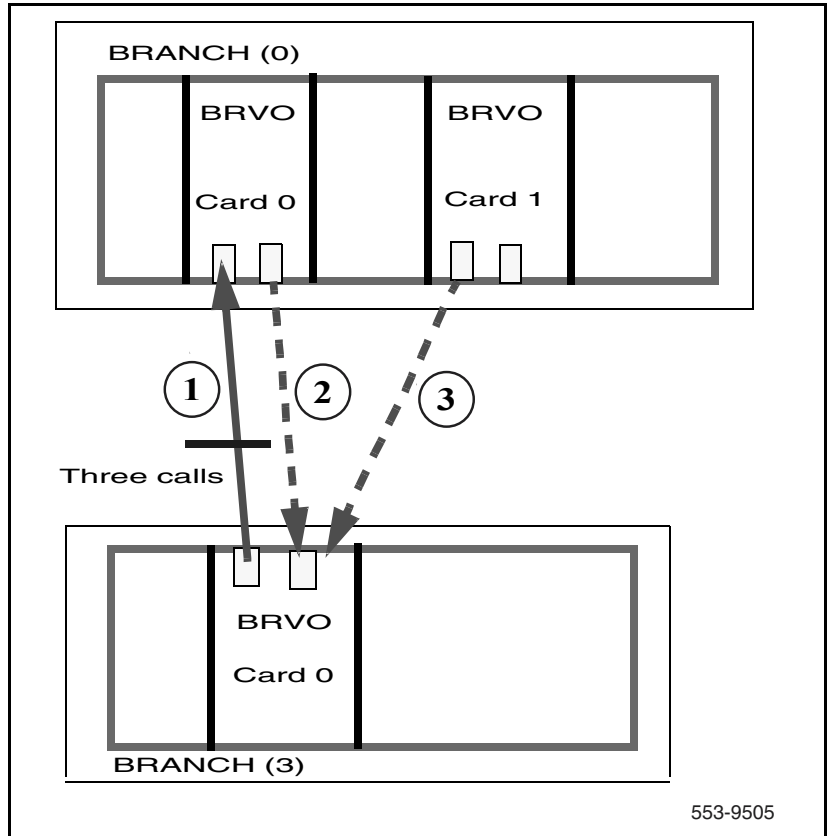 BRANCH (0)
BRVO
BRVO
Card 0
Card 1
1
2
3
Three calls
BRVO
Card 0
BRANCH (3)
553-9505